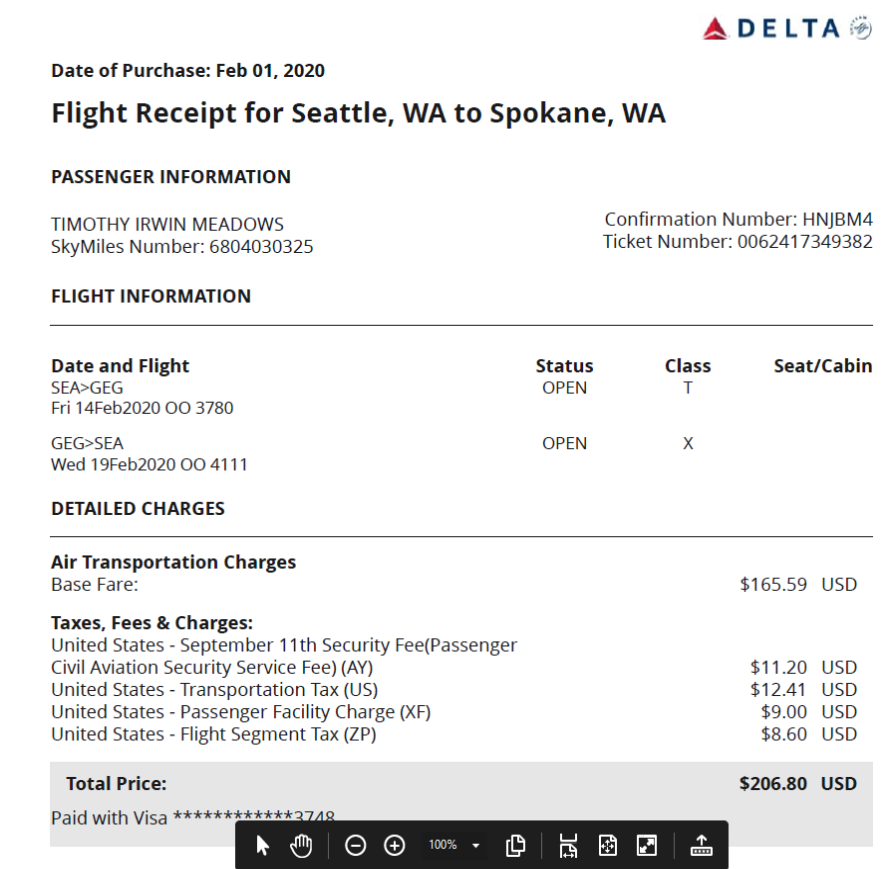 DELTA
Date of Purchase: Feb 01, 2020
Flight Receipt for Seattle, WA to Spokane, WA
PASSENGER INFORMATION
TIMOTHY IRWIN MEADOWS
SkyMiles Number: 6804030325
Confirmation Number: HNJBM4
Ticket Number: 0062417349382
FLIGHT INFORMATION
Date and Flight Status Class Seat/Cabin
SEA>GEG OPEN T
Fri 14Feb2020 OO 3780
GEG>SEA OPEN X
Wed 19Feb2020 OO 4111
DETAILED CHARGES
Air Transportation Charges
Base Fare: $165.59 USD
Taxes, Fees & Charges:
United States - September 11th Security Fee(Passenger
Civil Aviation Security Service Fee) (AY) $11.20 USD
United States - Transportation Tax (US) $12.41 USD
United States - Passenger Facility Charge (XF) $9.00 USD
United States - Flight Segment Tax (ZP) $8.60 USD
Total Price: $206.80 USD
Paid with Visa ************3748
100%